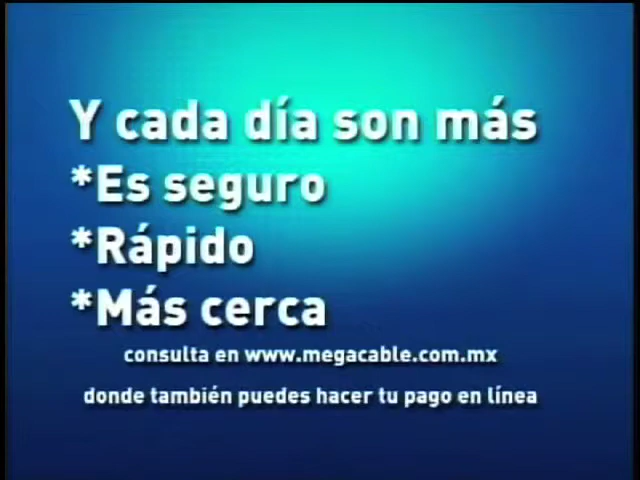 Y cada día son más
*Es seguro
*Rápido
*Más cerca
consulta en www.megacable.com.mx
donde también puedes hacer tu pago en línea